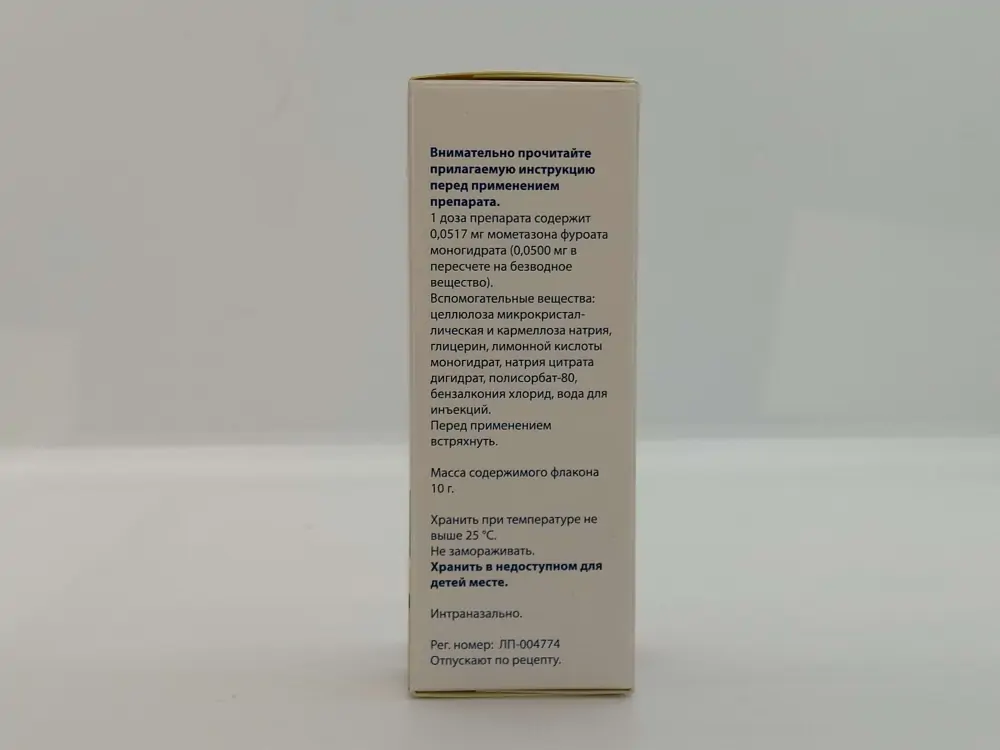 Внимательно прочитайте
прилагаемую инструкцию
перед применением
препарата.
1 доза препарата содержит
0,0517 мг мометазона фуроата
моногидрата (0,0500 мг в
пересчете на безводное
вещество).
Вспомогательные вещества:
целлюлоза микрокристал-
лическая и кармеллоза натрия,
глицерин, лимонной кислоты
моногидрат, натрия цитрата
дигидрат, полисорбат-80,
бензалкония хлорид, вода для
инъекций.
Перед применением
встряхнуть.
Масса содержимого флакона
10 г.
Хранить при температуре не
выше 25 °С.
Не замораживать.
Хранить в недоступном для
детей месте.
Интраназально.
Рег. номер: ЛП-004774
Отпускают по рецепту.